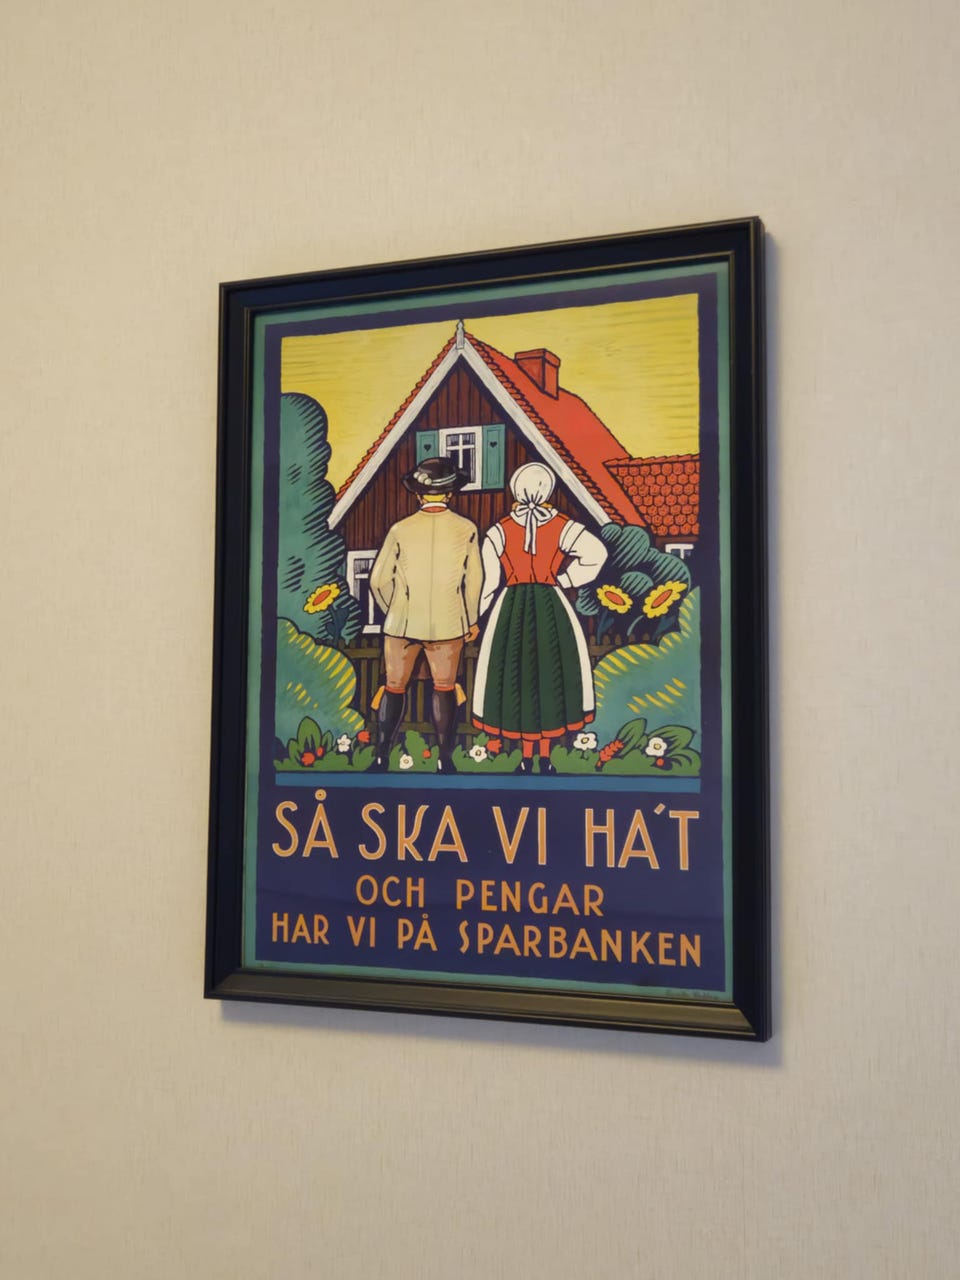 SÅ SKA VI HA'T
OCH PENGAR
HAR VI PÅ SPARBANKEN